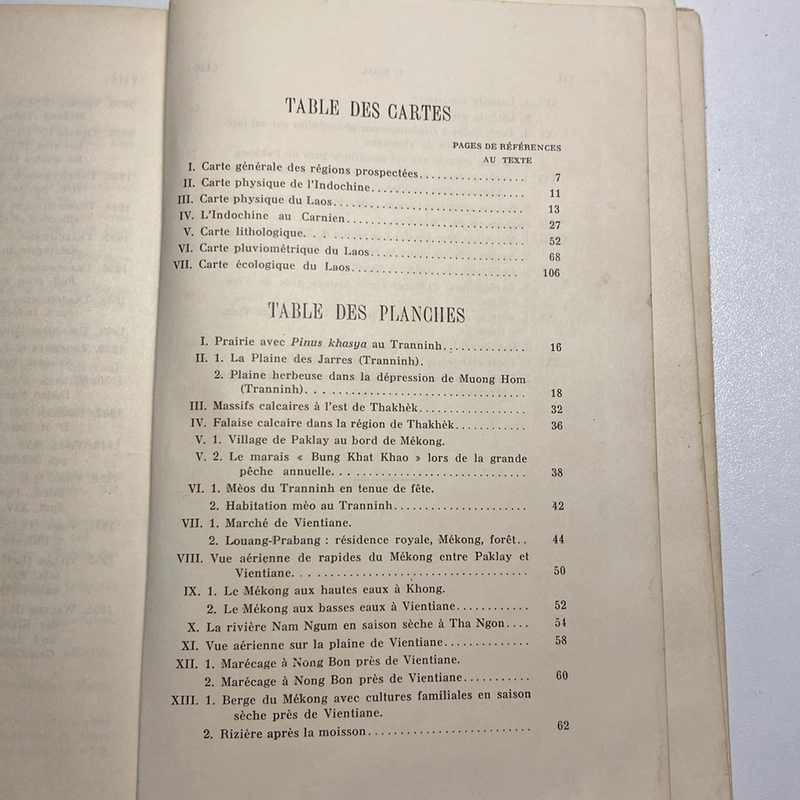 TABLE DES CARTES
PAGES DE RÉFÉRENCES
AU TEXTE
I. Carte générale des régions prospectées.................... 7
II. Carte physique de l'Indochine............................ 11
III. Carte physique du Laos.................................. 13
IV. L'Indochine au Carnien................................... 27
V. Carte lithologique........................................ 52
VI. Carte pluviométrique du Laos............................. 68
VII. Carte écologique du Laos................................ 106
TABLE DES PLANCHES
I. Prairie avec Pinus khasya au Tranninh............. 16
II. 1. La Plaine des Jarres (Tranninh).
2. Plaine herbeuse dans la dépression de Muong Hom
(Tranninh)................................... 18
III. Massifs calcaires à l'est de Thakhèk................. 32
IV. Falaise calcaire dans la région de Thakhèk............ 36
V. 1. Village de Paklay au bord de Mékong.
V. 2. Le marais « Bung Khat Khao » lors de la grande
pêche annuelle............................... 38
VI. 1. Mèos du Tranninh en tenue de fête.
2. Habitation mèo au Tranninh..................... 42
VII. 1. Marché de Vientiane.
2. Louang-Prabang : résidence royale, Mékong, forêt.. 44
VIII. Vue aérienne de rapides du Mékong entre Paklay et
Vientiane.................................... 50
IX. 1. Le Mékong aux hautes eaux à Khong.
2. Le Mékong aux basses eaux à Vientiane............ 52
X. La rivière Nam Ngum en saison sèche à Tha Ngon.... 54
XI. Vue aérienne sur la plaine de Vientiane.............. 58
XII. 1. Marécage à Nong Bon près de Vientiane.
2. Marécage à Nong Bon près de Vientiane........... 60
XIII. 1. Berge du Mékong avec cultures familiales en saison
sèche près de Vientiane.
2. Rizière après la moisson......................... 62